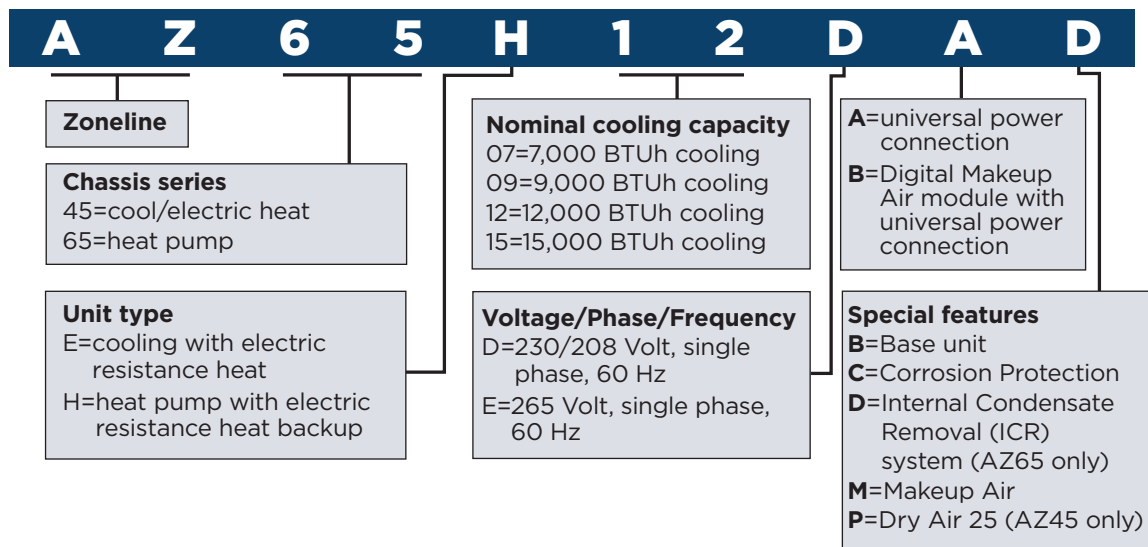 A Z 6 5 H 1 2 D A D
Zoneline
Chassis series
45=cool/electric heat
65=heat pump
Unit type
E=cooling with electric
resistance heat
H=heat pump with electric
resistance heat backup
Nominal cooling capacity
07=7,000 BTUh cooling
09=9,000 BTUh cooling
12=12,000 BTUh cooling
15=15,000 BTUh cooling
Voltage/Phase/Frequency
D=230/208 Volt, single
phase, 60 Hz
E=265 Volt, single phase,
60 Hz
A=universal power
connection
B=Digital Makeup
Air module with
universal power
connection
Special features
B=Base unit
C=Corrosion Protection
D=Internal Condensate
Removal (ICR)
system (AZ65 only)
M=Makeup Air
P=Dry Air 25 (AZ45 only)